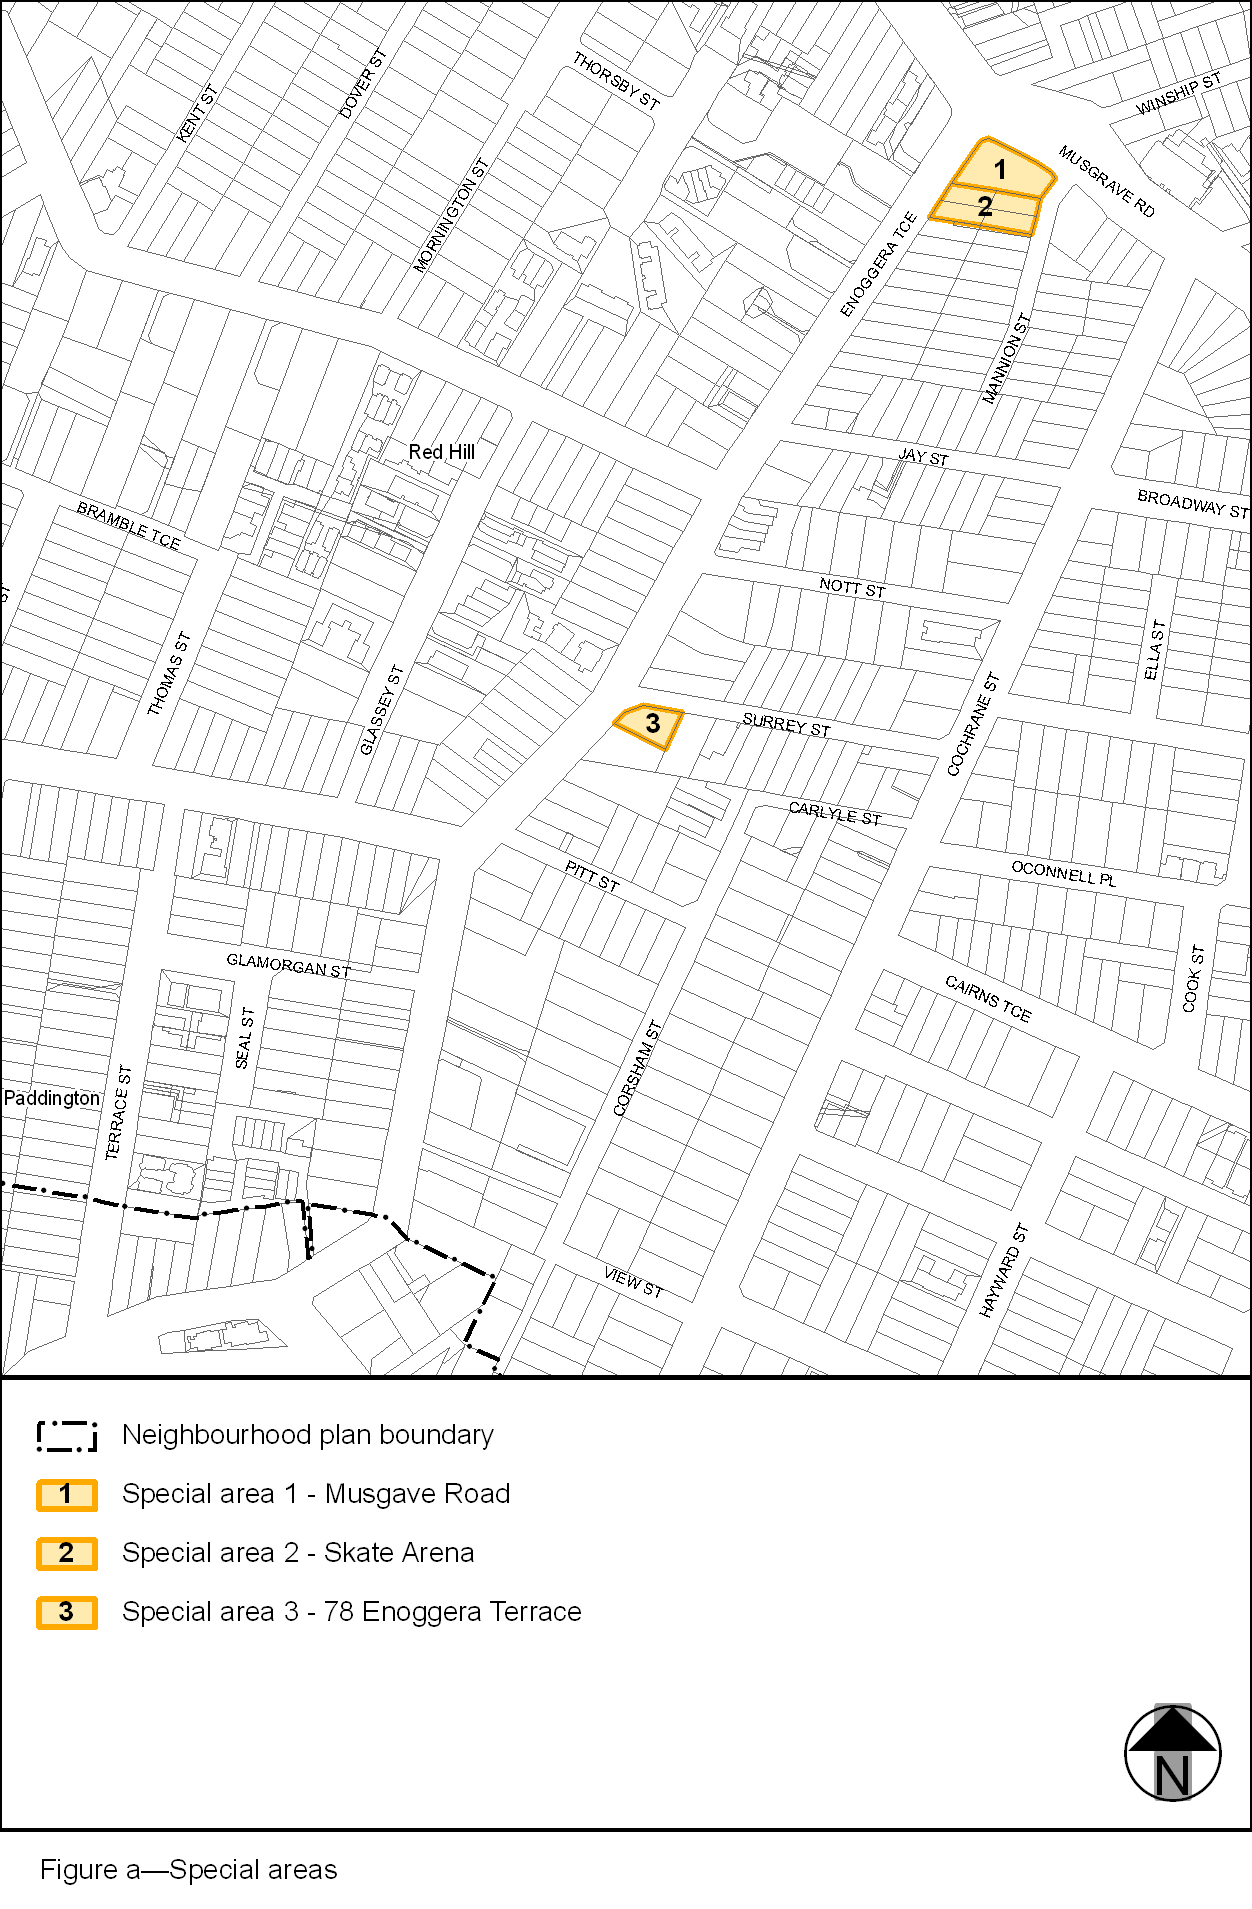 WINSHIP ST
THORSBY ST
DOVER ST
KENT ST
MUSGRAVE RD
1
2
MORNINGTON ST
ENOGGERA TCE
MANNION ST
Red Hill
JAY ST
BROADWAY ST
BRAMBLE TCE
NOTT ST
ST
ELLA ST
THOMAS ST
GLASSEY ST
3
SURREY ST
COCHRANE ST
CARLYLE ST
PITT ST
OCONNELL PL
GLAMORGAN ST
COOK ST
CAIRNS TCE
SEAL ST
CORSHAM ST
Paddington
TERRACE ST
HAYWARD ST
VIEW ST
Neighbourhood plan boundary
1 Special area 1 - Musgave Road
2 Special area 2 - Skate Arena
3 Special area 3 - 78 Enoggera Terrace
N
Figure a—Special areas